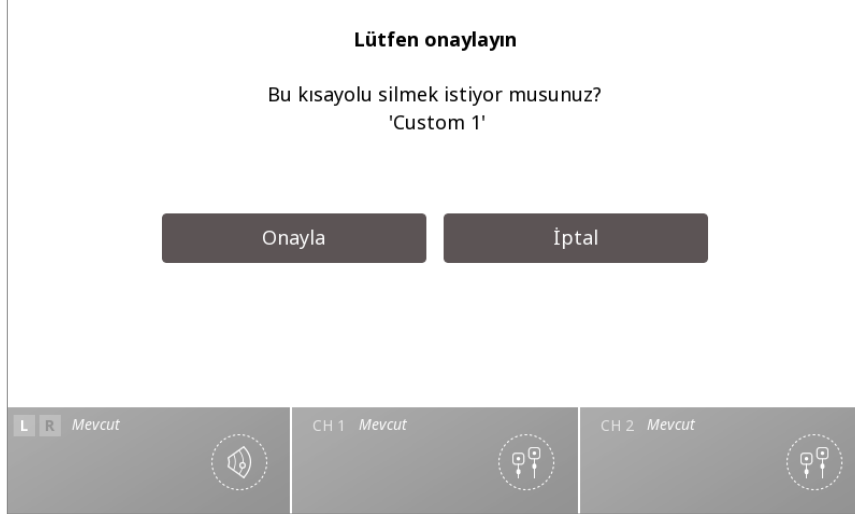 Lütfen onaylayın
Bu kısayolu silmek istiyor musunuz?
'Custom 1'
Onayla
İptal
L R Mevcut
CH 1 Mevcut
CH 2 Mevcut